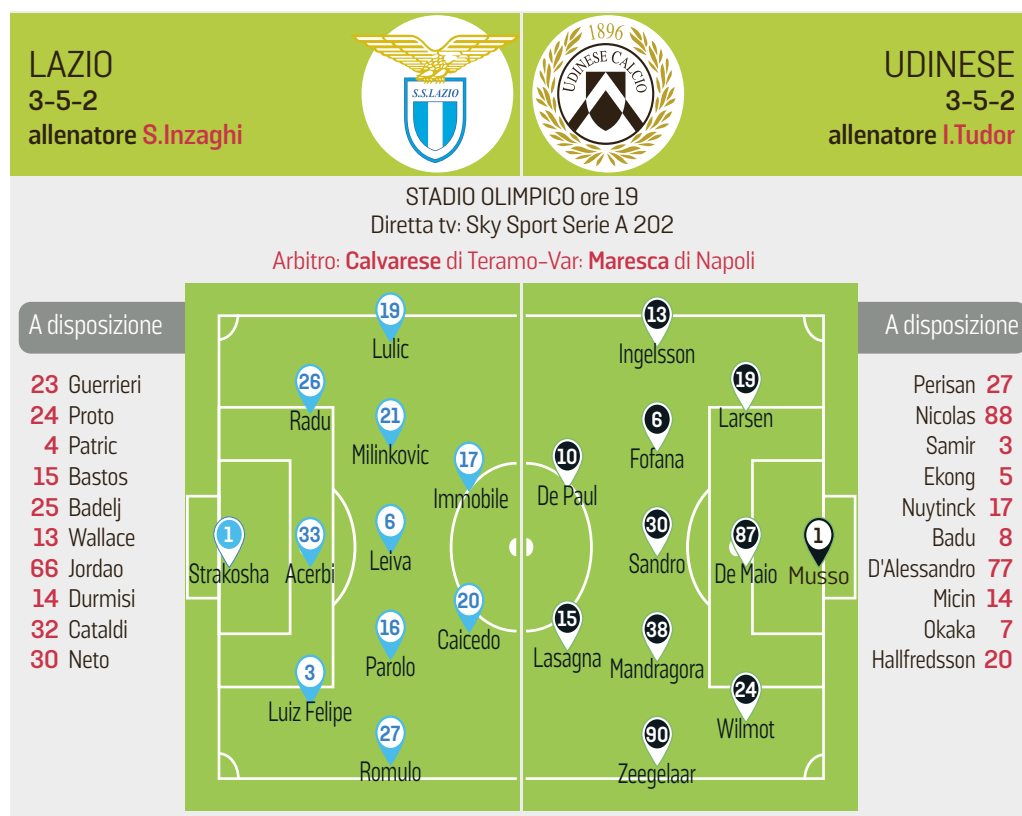 LAZIO
3-5-2
allenatore S.Inzaghi
S.S.LAZIO
1896
UDINESE CALCIO
UDINESE
3-5-2
allenatore I.Tudor
STADIO OLIMPICO ore 19
Diretta tv: Sky Sport Serie A 202
Arbitro: Calvarese di Teramo-Var: Maresca di Napoli
A disposizione
23 Guerrieri
24 Proto
4 Patric
15 Bastos
25 Badelj
13 Wallace
66 Jordao
14 Durmisi
32 Cataldi
30 Neto
1
Strakosha
26
Radu
33
Acerbi
3
Luiz Felipe
19
Lulic
21
Milinkovic
6
Leiva
16
Parolo
27
Romulo
17
Immobile
20
Caicedo
10
De Paul
15
Lasagna
13
Ingelsson
6
Fofana
30
Sandro
38
Mandragora
90
Zeegelaar
19
Larsen
87
De Maio
24
Wilmot
1
Musso
A disposizione
Perisan 27
Nicolas 88
Samir 3
Ekong 5
Nuytinck 17
Badu 8
D'Alessandro 77
Micin 14
Okaka 7
Hallfredsson 20